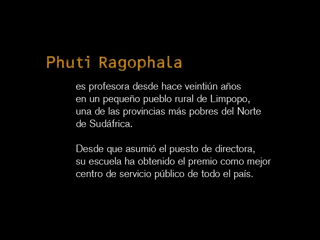 Phuti Ragophala
es profesora desde hace veintiún años
en un pequeño pueblo rural de Limpopo,
una de las provincias más pobres del Norte
de Sudáfrica.
Desde que asumió el puesto de directora,
su escuela ha obtenido el premio como mejor
centro de servicio público de todo el país.